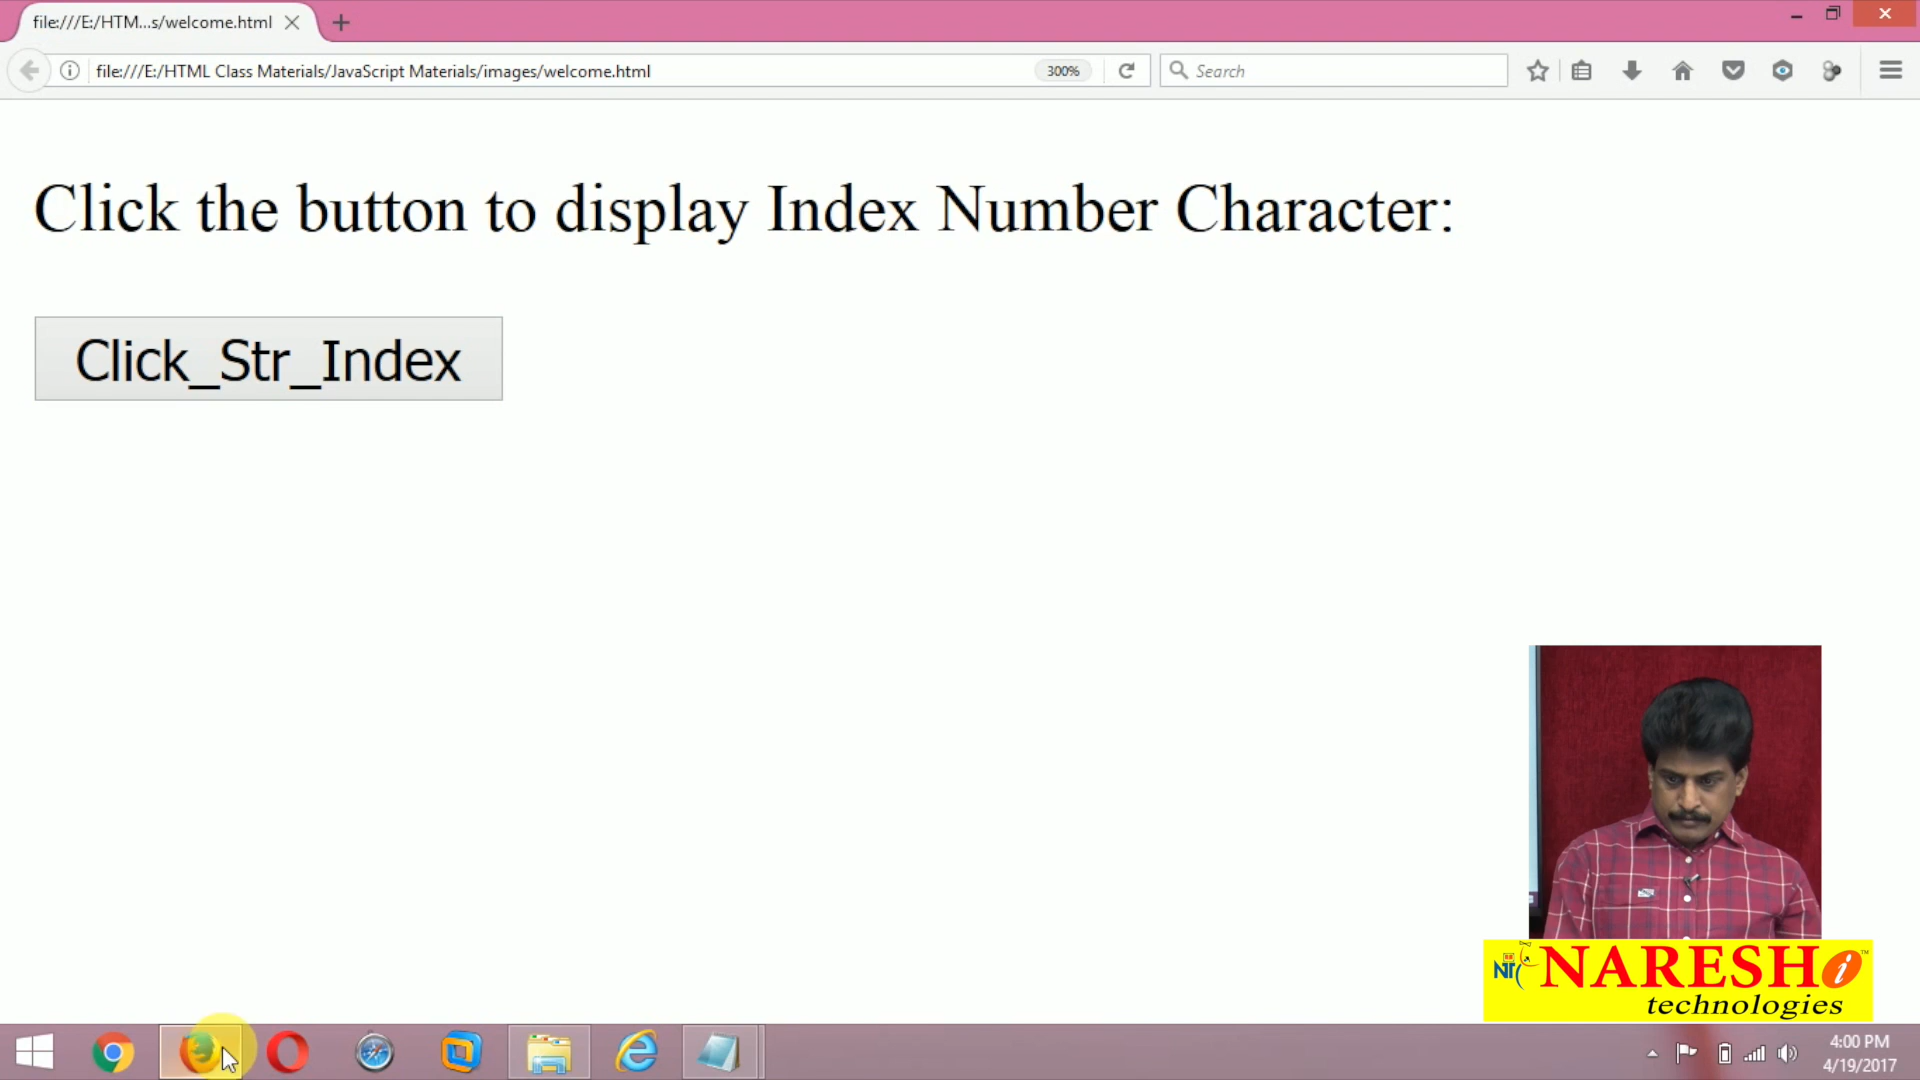 file:///E:/HTM...s/welcome.html
file:///E:/HTML Class Materials/JavaScript Materials/images/welcome.html
300%
Search
Click the button to display Index Number Character:
Click_Str_Index
NT
NARESH i
technologies
4:00 PM
4/19/2017